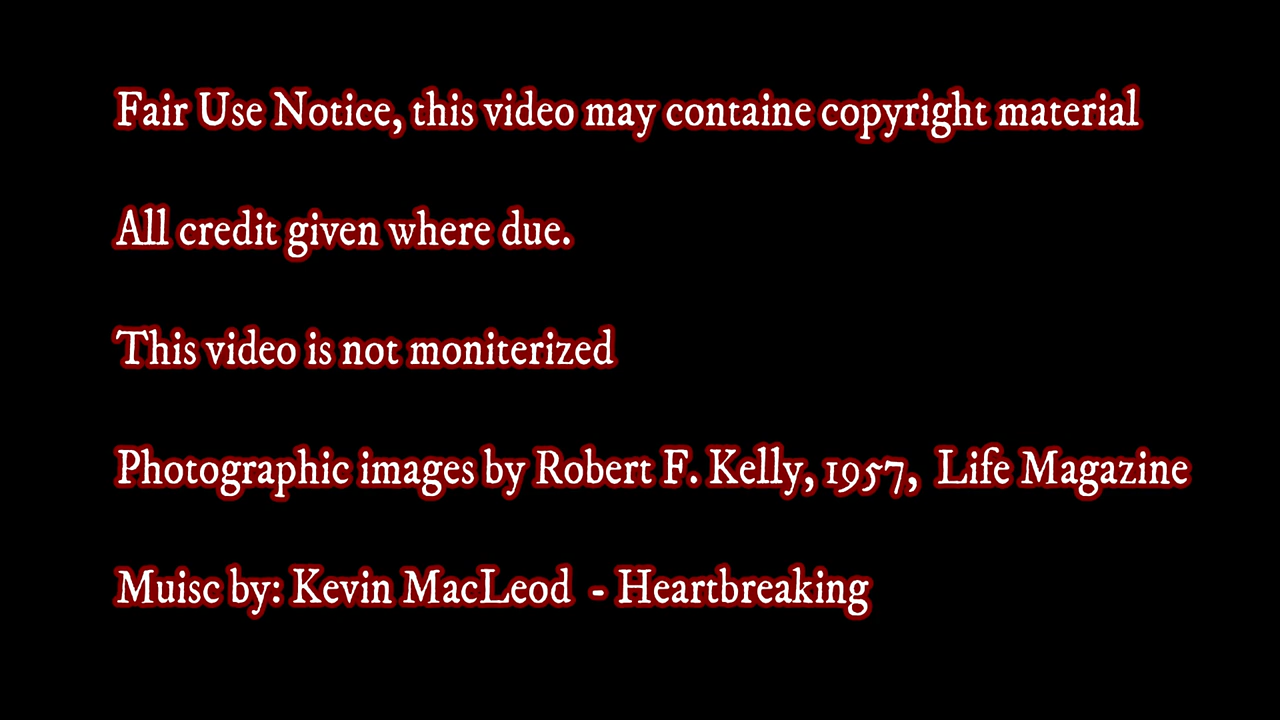 Fair Use Notice, this video may containe copyright material
All credit given where due.
This video is not moniterized
Photographic images by Robert F. Kelly, 1957, Life Magazine
Muisc by: Kevin MacLeod - Heartbreaking